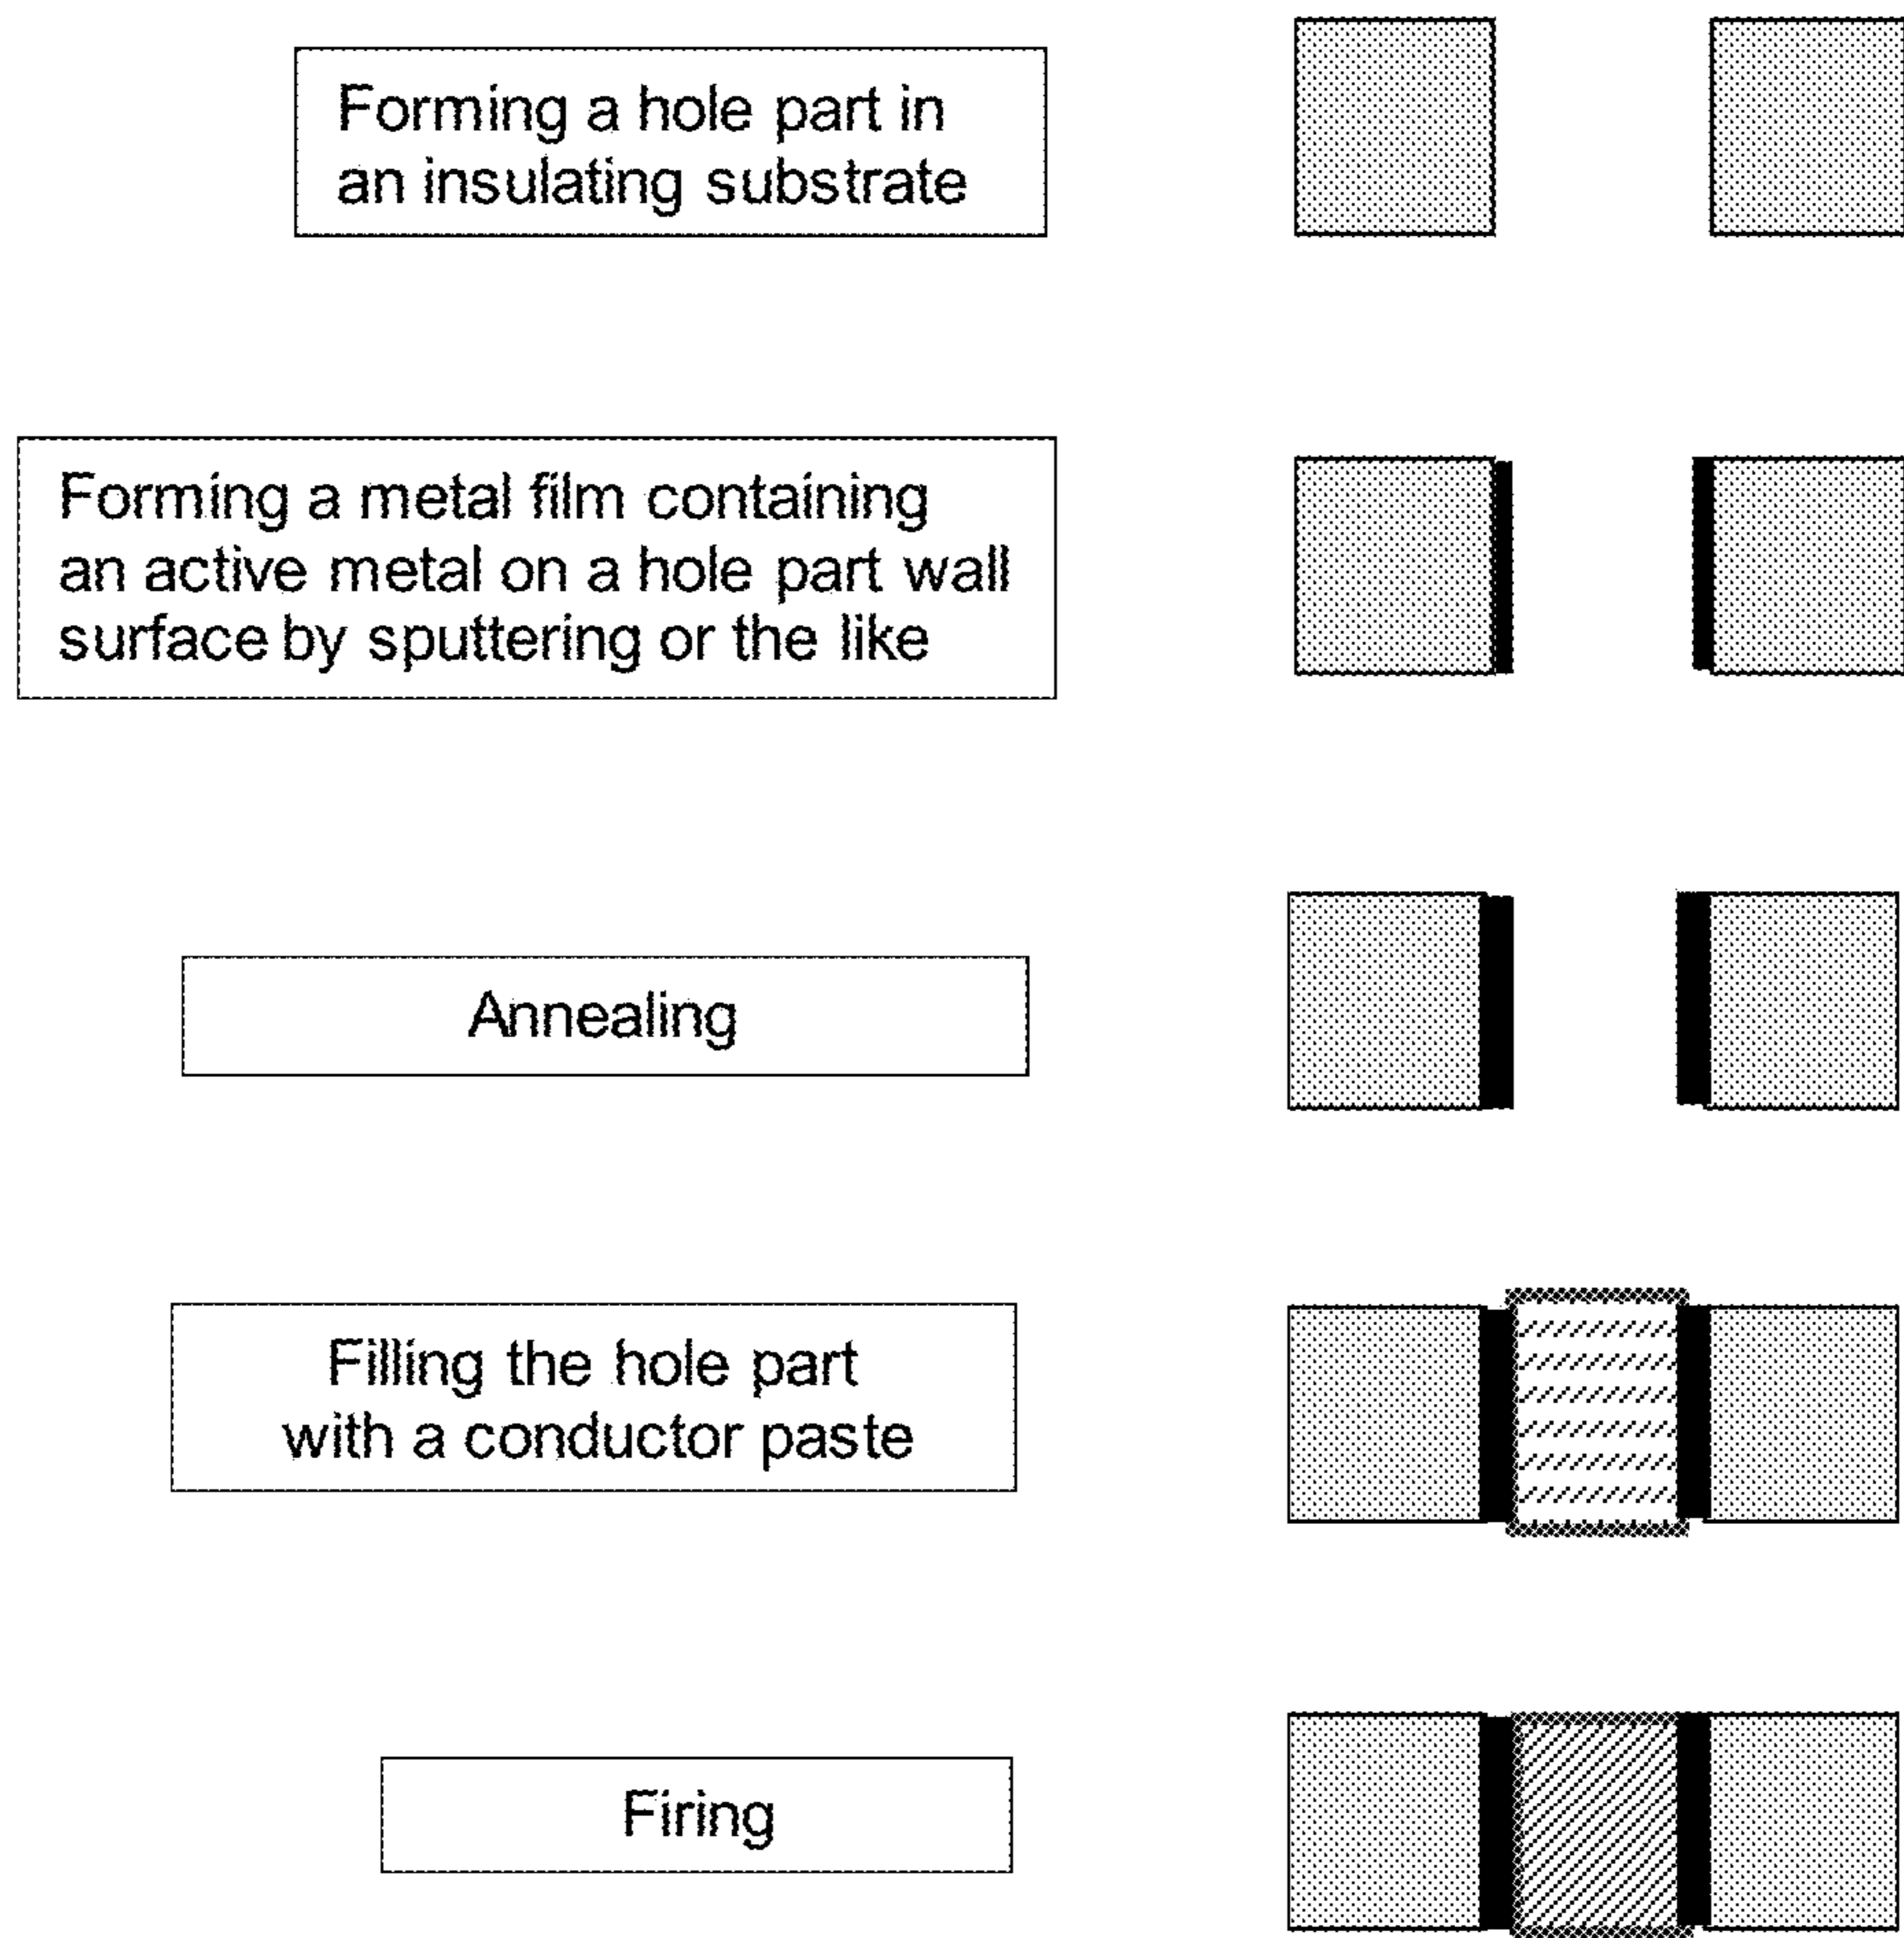 Forming a hole part in
an insulating substrate
Forming a metal film containing
an active metal on a hole part wall
surface by sputtering or the like
Annealing
Filling the hole part
with a conductor paste
Firing